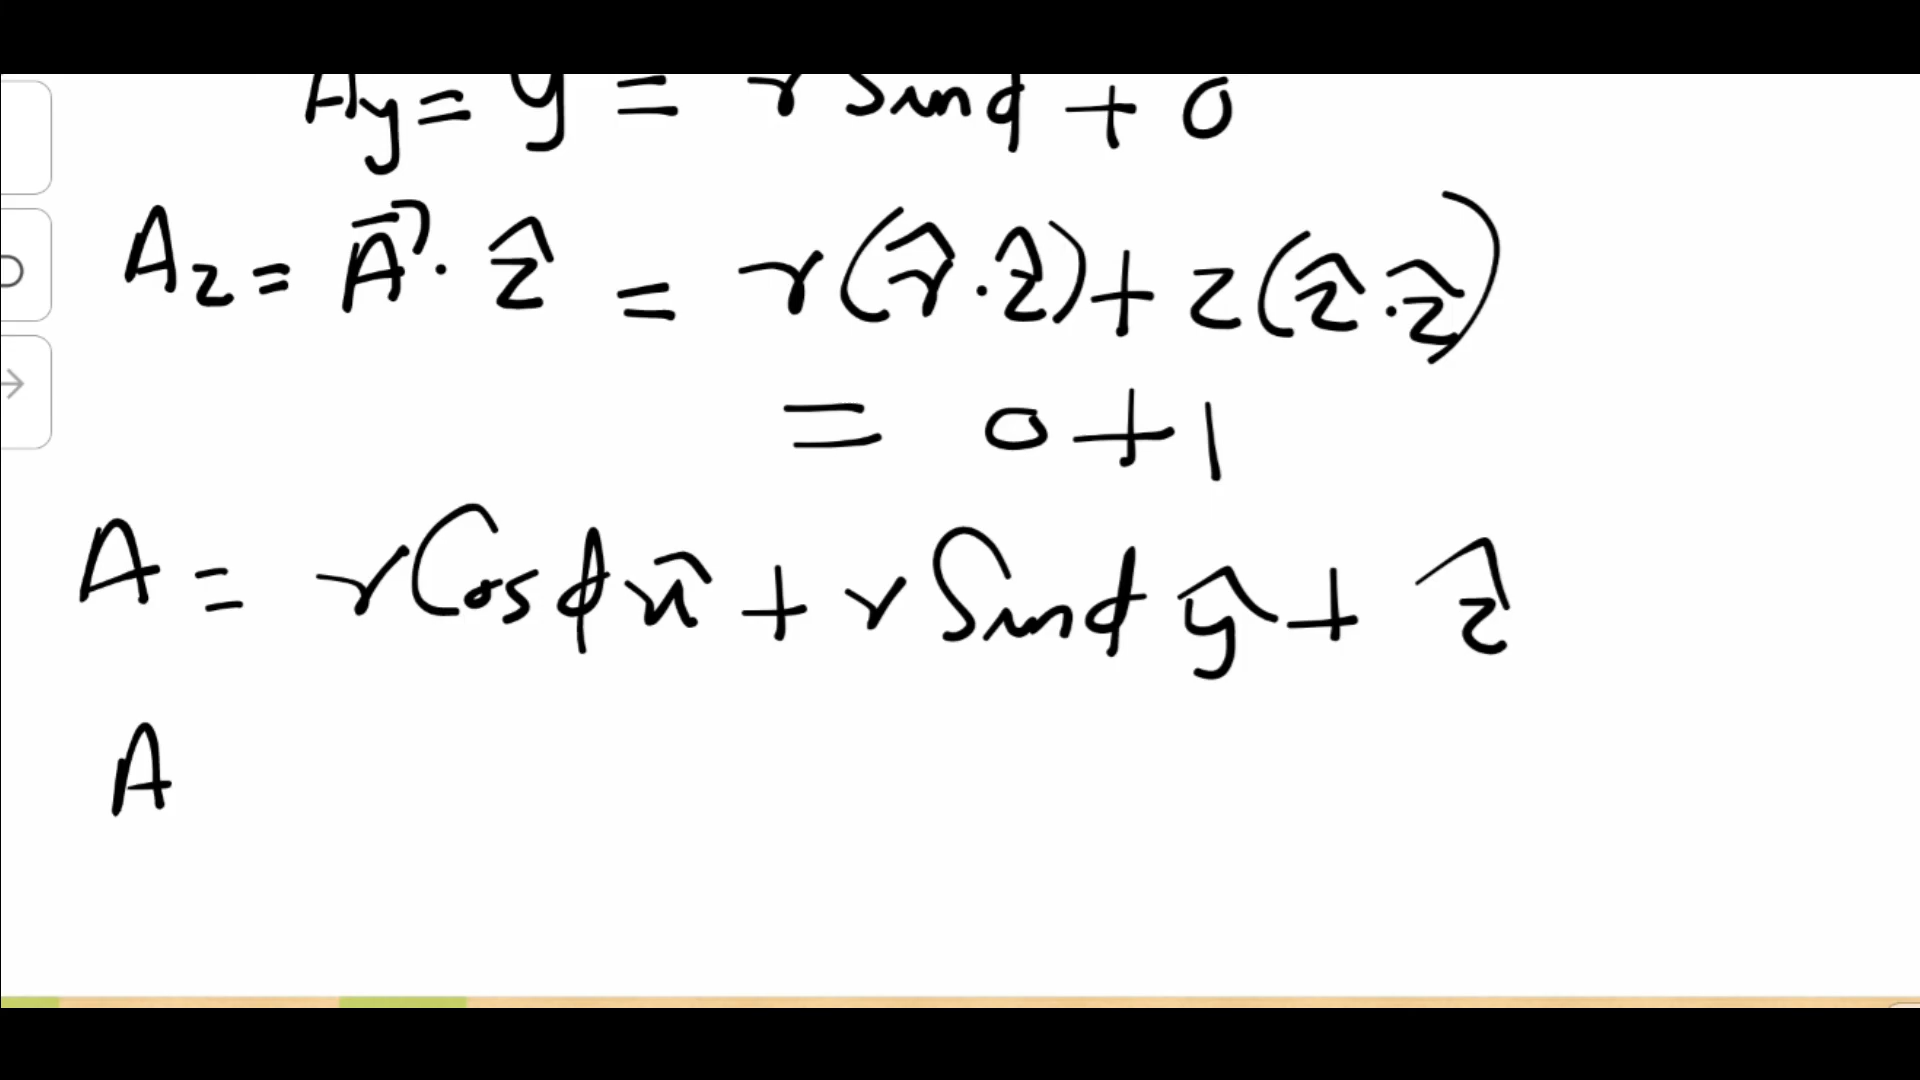 Ay = y = r Sinϕ + 0
Az = A⃗ · ẑ = r(r̂ · ẑ) + z(ẑ · ẑ)
= 0 + 1
A = r Cosϕ x̂ + r Sinϕ ŷ + ẑ
A